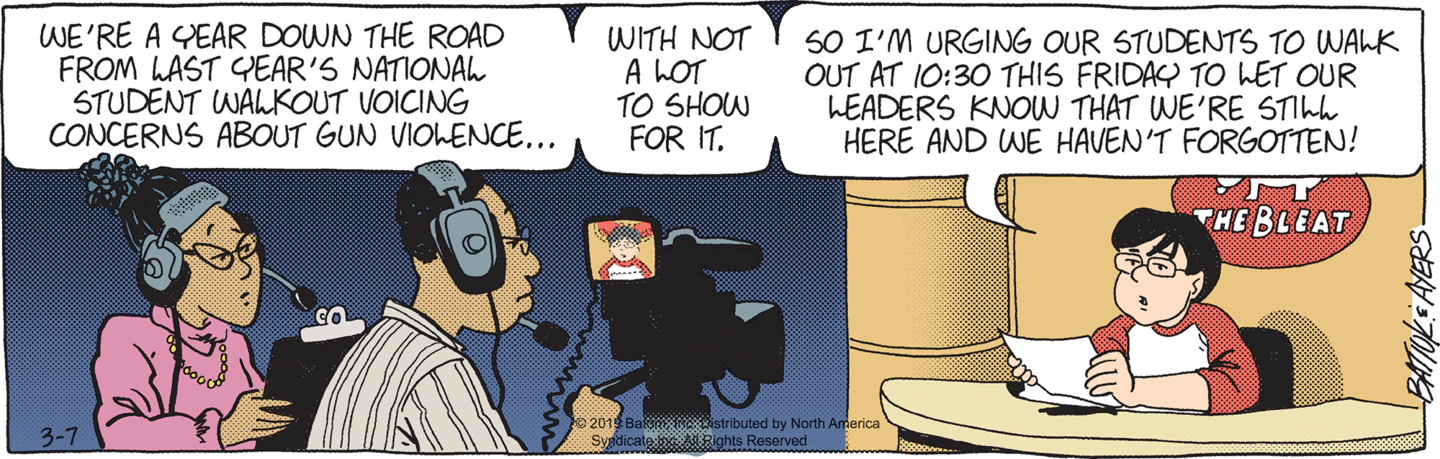 WE'RE A YEAR DOWN THE ROAD
FROM LAST YEAR'S NATIONAL
STUDENT WALKOUT VOICING
CONCERNS ABOUT GUN VIOLENCE...
WITH NOT
A LOT
TO SHOW
FOR IT.
SO I'M URGING OUR STUDENTS TO WALK
OUT AT 10:30 THIS FRIDAY TO LET OUR
LEADERS KNOW THAT WE'RE STILL
HERE AND WE HAVEN'T FORGOTTEN!
THE BLEAT
BATIUK & AYERS
3-7
© 2019 Batom, Inc. Distributed by North America
Syndicate Inc. All Rights Reserved